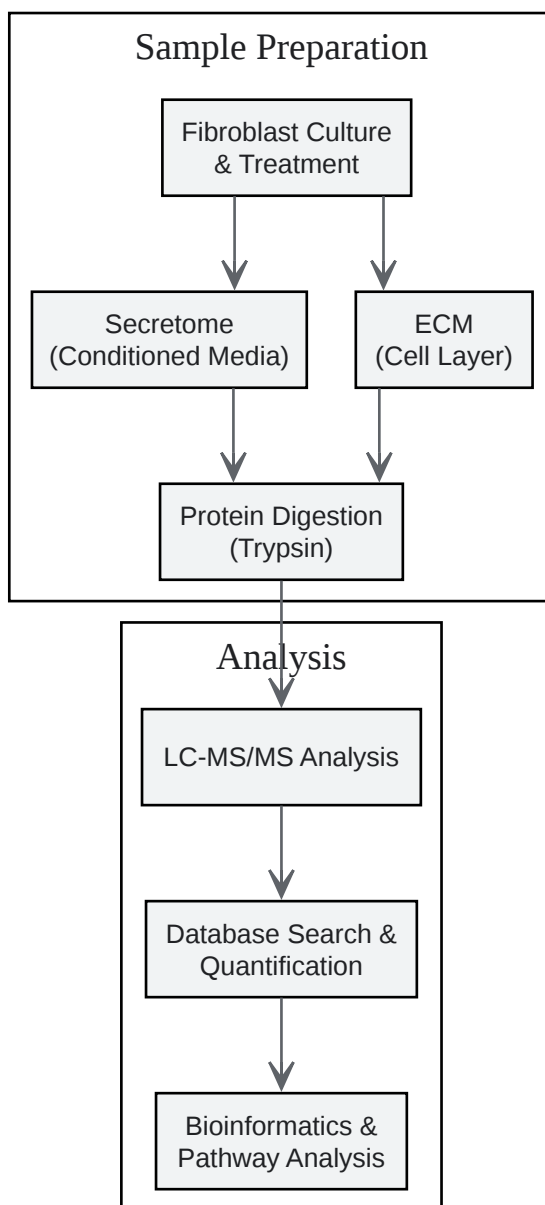 Sample Preparation
Fibroblast Culture
& Treatment
Secretome
(Conditioned Media)
ECM
(Cell Layer)
Protein Digestion
(Trypsin)
Analysis
LC-MS/MS Analysis
Database Search &
Quantification
Bioinformatics &
Pathway Analysis